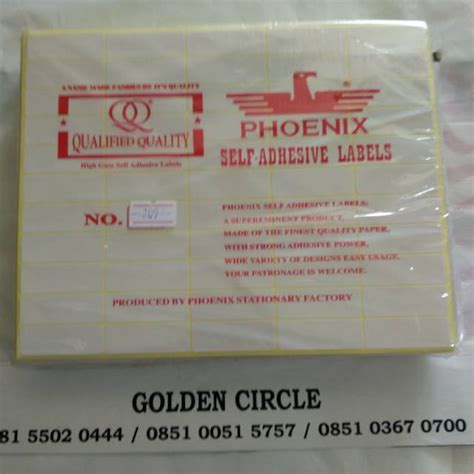 A NAME MADE FAMOUS BY IT'S QUALITY
QQ®
QUALIFIED QUALITY
High Gum Self Adhesive Labels
PHOENIX
SELF-ADHESIVE LABELS
NO.
PHOENIX SELF ADHESIVE LABELS:
A SUPEREMINENT PRODUCT,
MADE OF THE FINEST QUALITY PAPER,
WITH STRONG ADHESIVE POWER,
WIDE VARIETY OF DESIGNS EASY USAGE.
YOUR PATRONAGE IS WELCOME.
PRODUCED BY PHOENIX STATIONARY FACTORY
GOLDEN CIRCLE
81 5502 0444 / 0851 0051 5757 / 0851 0367 0700